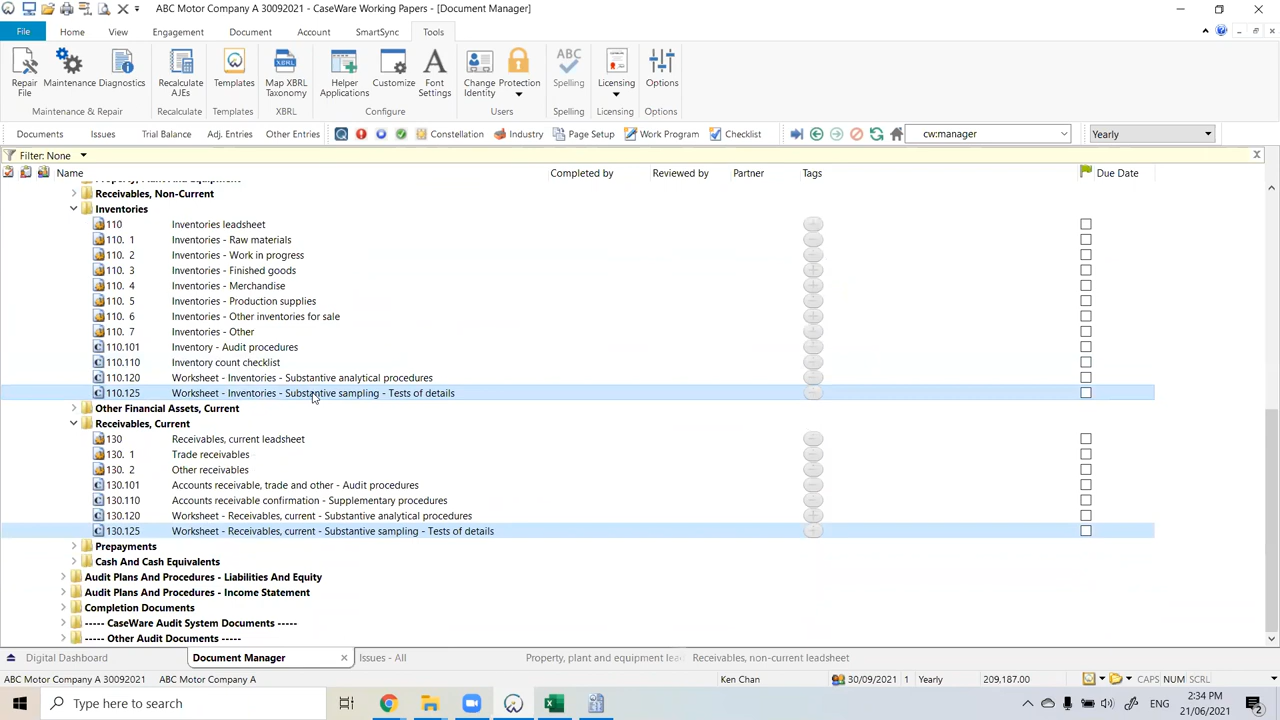 ABC Motor Company A 30092021 - CaseWare Working Papers - [Document Manager]
File Home View Engagement Document Account SmartSync Tools
Repair File Maintenance Diagnostics Recalculate AJEs Templates Map XBRL Taxonomy Helper Applications Customize Font Settings Change Identity Protection ABC Spelling Licensing Options
Maintenance & Repair Recalculate Templates XBRL Configure Users Spelling Licensing Options
Documents Issues Trial Balance Adj. Entries Other Entries Constellation Industry Page Setup Work Program Checklist cw:manager Yearly
Filter: None
Name Completed by Reviewed by Partner Tags Due Date
Receivables, Non-Current
Inventories
110 Inventories leadsheet
110. 1 Inventories - Raw materials
110. 2 Inventories - Work in progress
110. 3 Inventories - Finished goods
110. 4 Inventories - Merchandise
110. 5 Inventories - Production supplies
110. 6 Inventories - Other inventories for sale
110. 7 Inventories - Other
110.101 Inventory - Audit procedures
110.110 Inventory count checklist
110.120 Worksheet - Inventories - Substantive analytical procedures
110.125 Worksheet - Inventories - Substantive sampling - Tests of details
Other Financial Assets, Current
Receivables, Current
130 Receivables, current leadsheet
130. 1 Trade receivables
130. 2 Other receivables
130.101 Accounts receivable, trade and other - Audit procedures
130.110 Accounts receivable confirmation - Supplementary procedures
130.120 Worksheet - Receivables, current - Substantive analytical procedures
130.125 Worksheet - Receivables, current - Substantive sampling - Tests of details
Prepayments
Cash And Cash Equivalents
Audit Plans And Procedures - Liabilities And Equity
Audit Plans And Procedures - Income Statement
Completion Documents
----- CaseWare Audit System Documents -----
----- Other Audit Documents -----
Digital Dashboard Document Manager Issues - All Property, plant and equipment lea Receivables, non-current leadsheet
ABC Motor Company A 30092021 ABC Motor Company A Ken Chan 30/09/2021 1 Yearly 209,187.00 CAPS NUM SCRL
Type here to search ENG 2:34 PM
21/06/2021 2